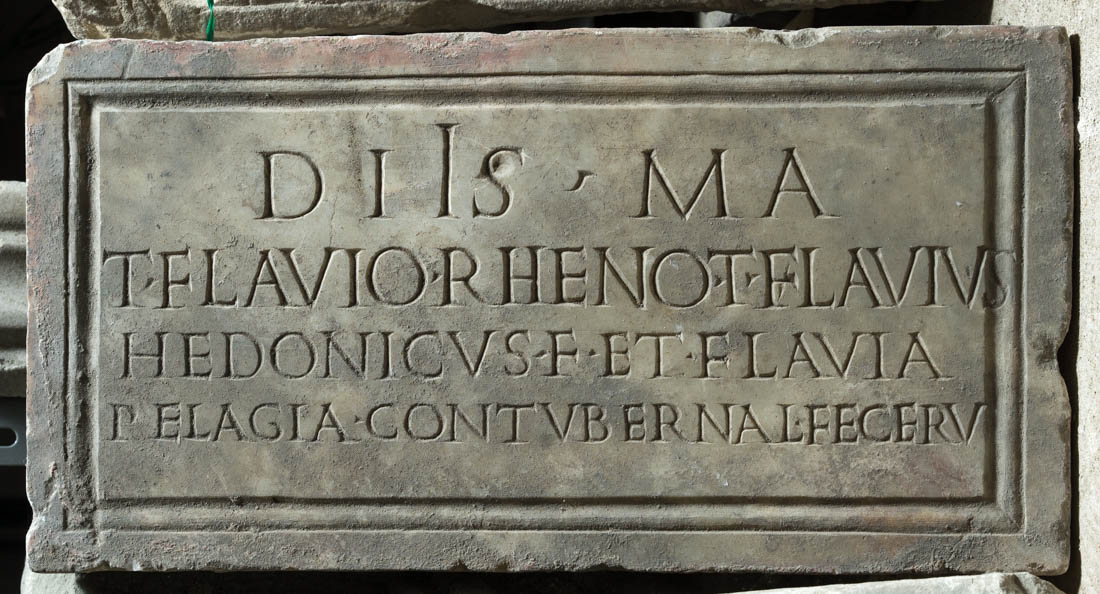 DIIS · MA
T · FLAVIO · RHENO · T · FLAVIVS
HEDONICVS · F · ET · FLAVIA
PELAGIA · CONTVBERNAL · FECERV